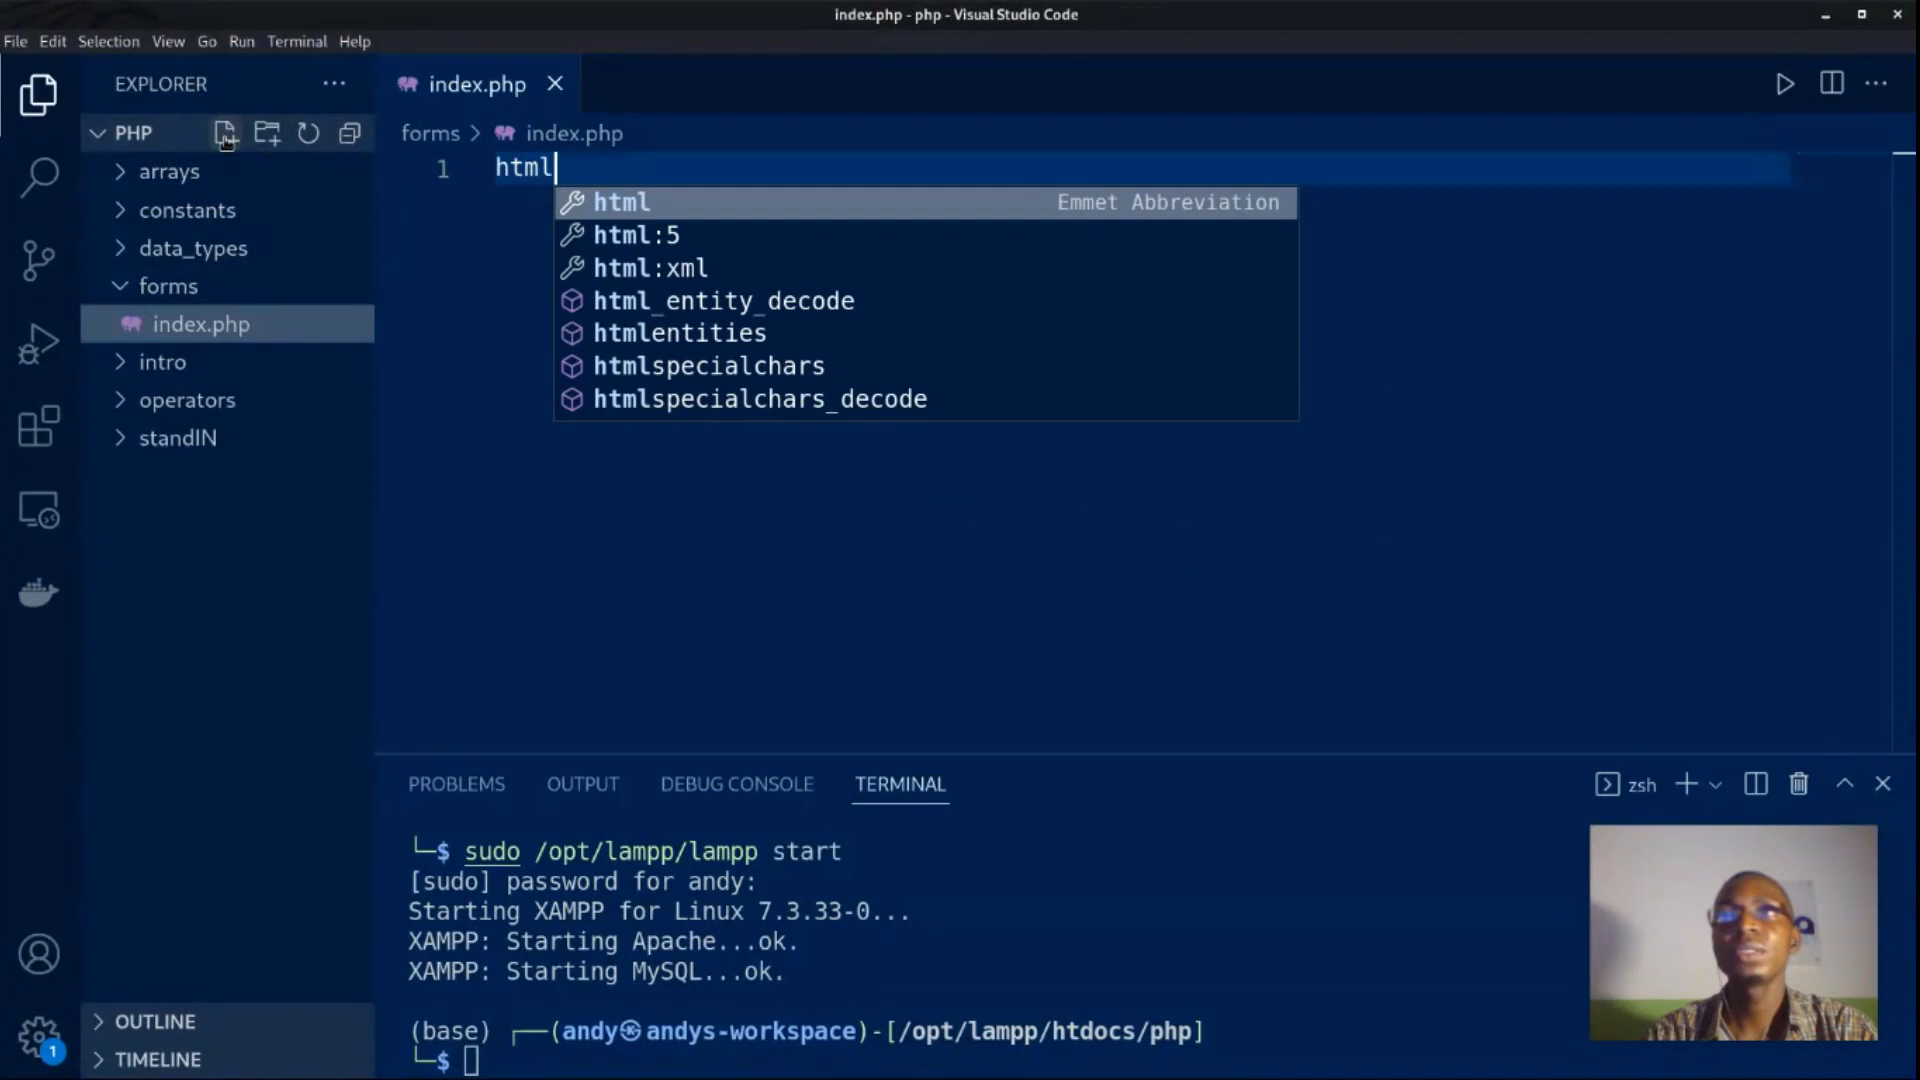 index.php - php - Visual Studio Code
File Edit Selection View Go Run Terminal Help
EXPLORER
index.php
PHP
forms > index.php
arrays
constants
data_types
forms
index.php
intro
operators
standIN
1 html
html Emmet Abbreviation
html:5
html:xml
html_entity_decode
htmlentities
htmlspecialchars
htmlspecialchars_decode
PROBLEMS OUTPUT DEBUG CONSOLE TERMINAL
zsh
└─$ sudo /opt/lampp/lampp start
[sudo] password for andy:
Starting XAMPP for Linux 7.3.33-0...
XAMPP: Starting Apache...ok.
XAMPP: Starting MySQL...ok.
(base) ┌──(andy㉿andys-workspace)-[/opt/lampp/htdocs/php]
└─$
1
OUTLINE
TIMELINE